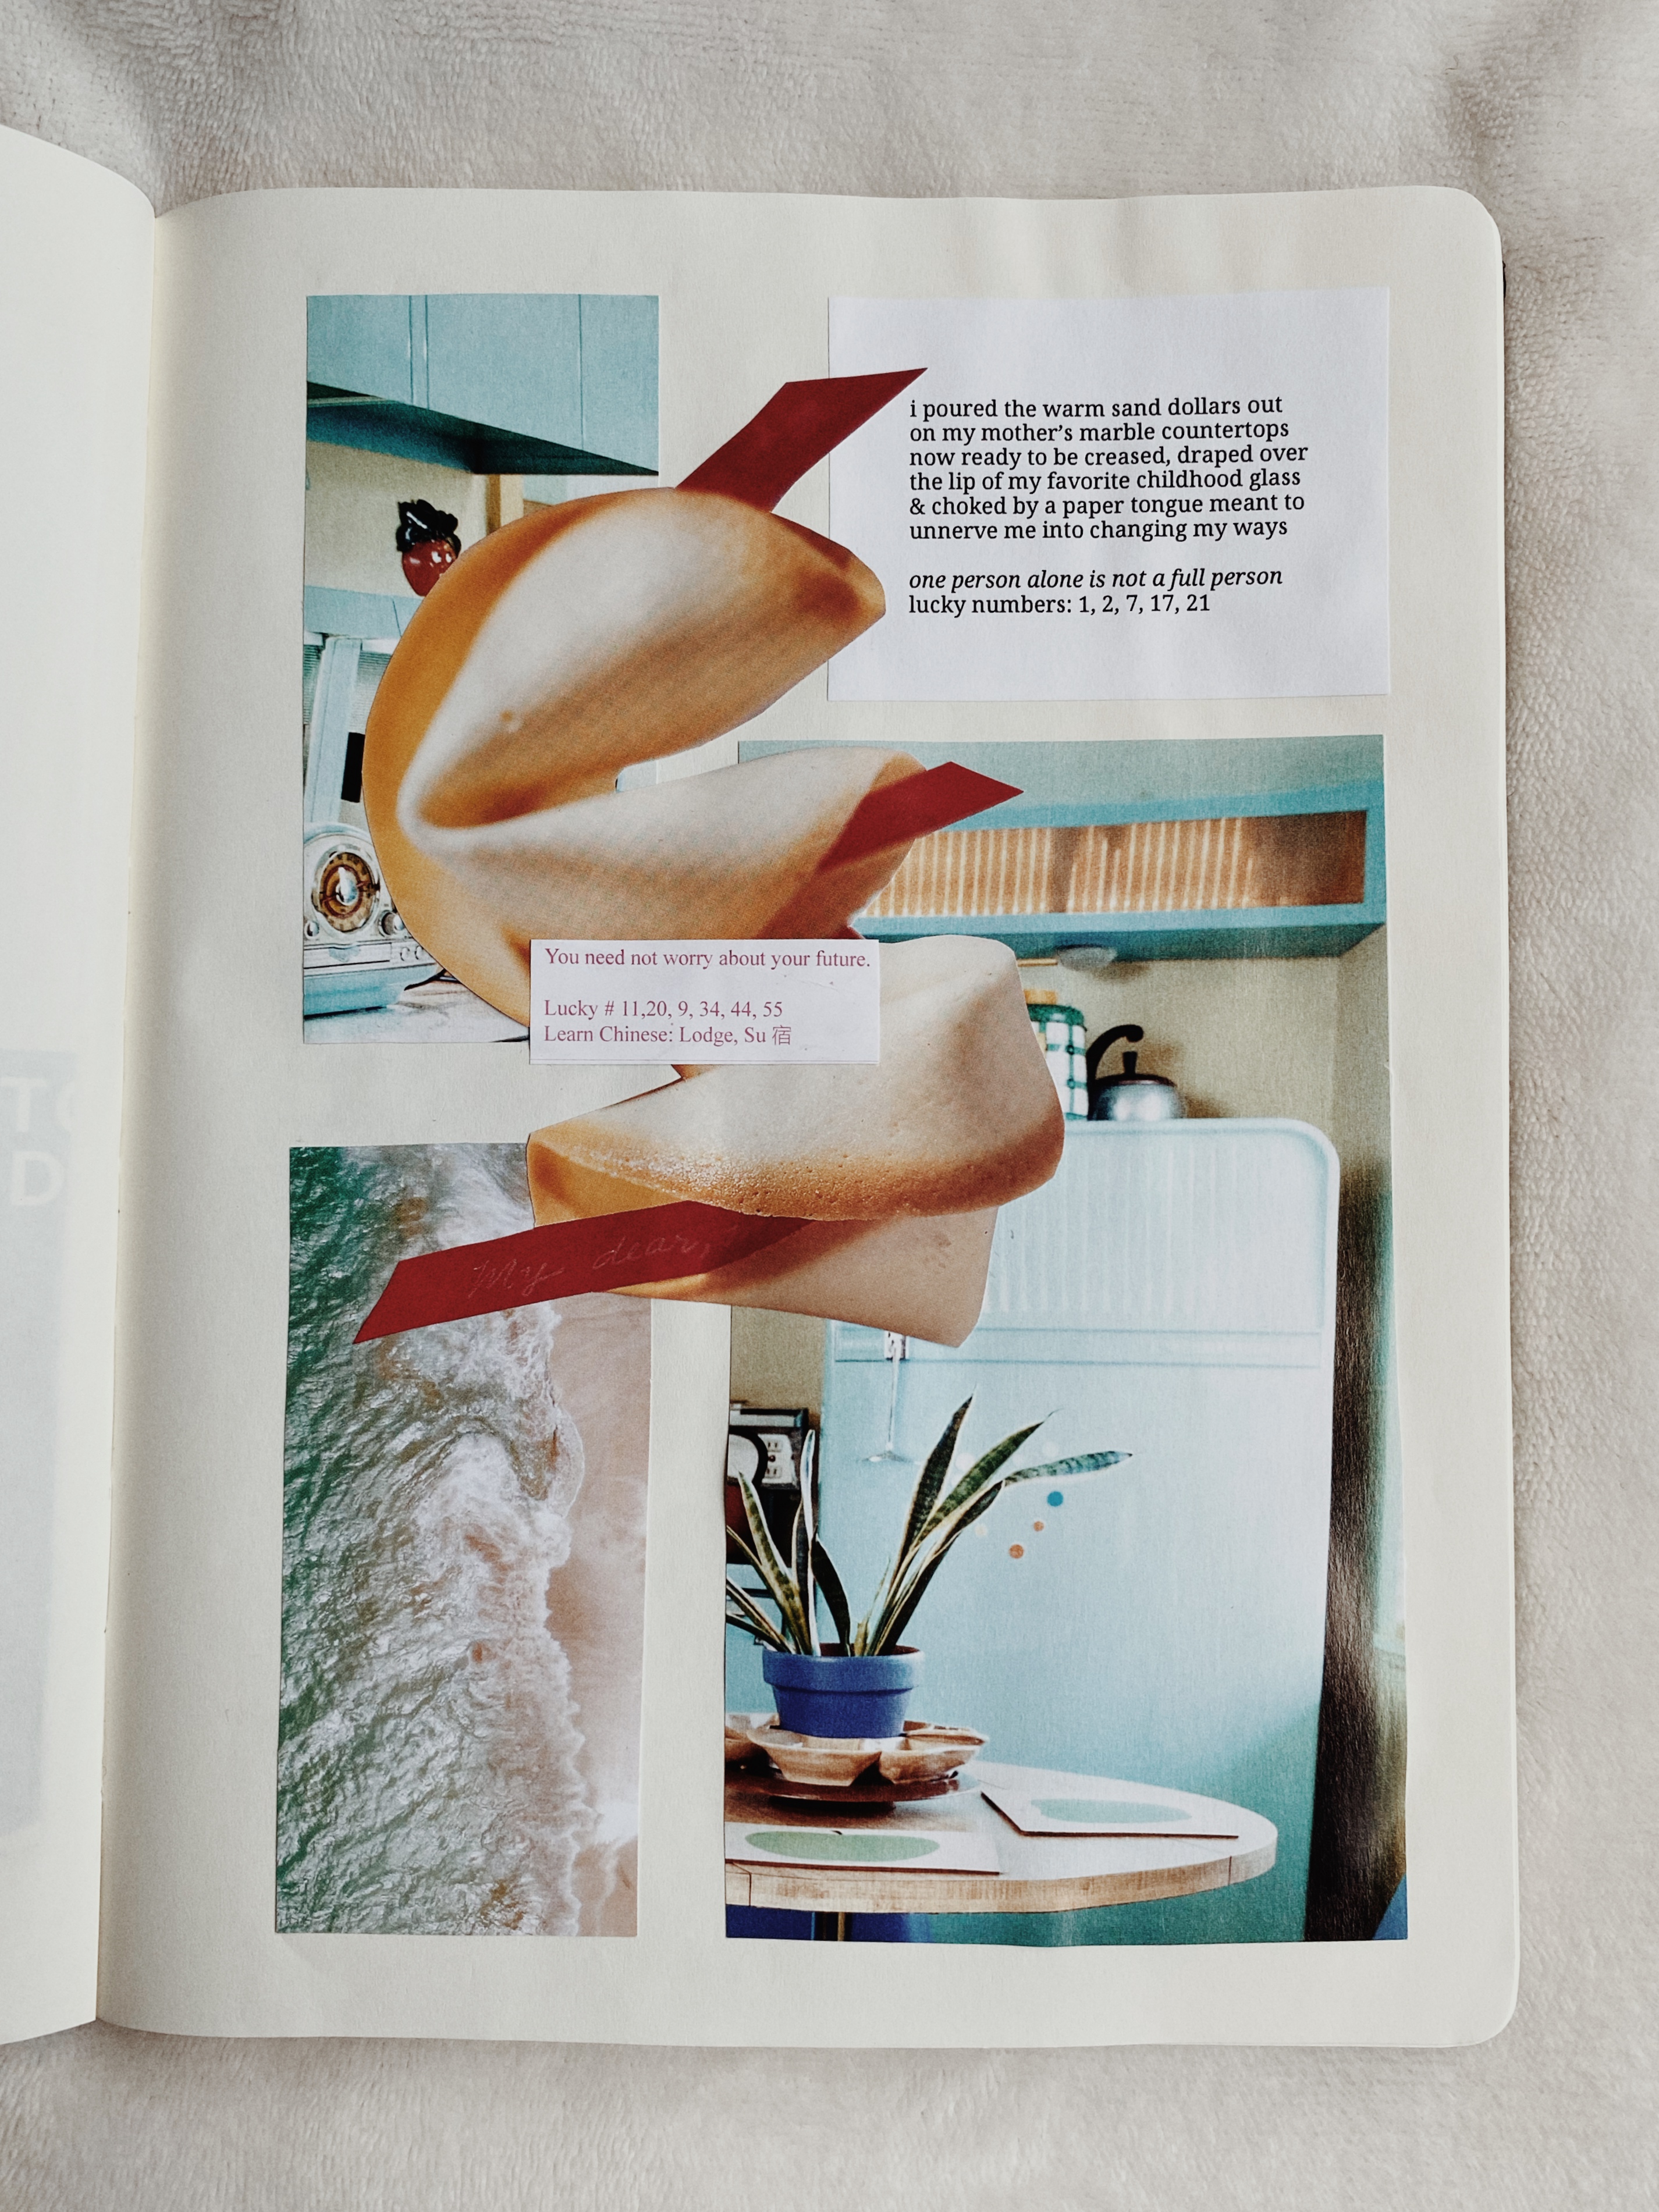 i poured the warm sand dollars out
on my mother's marble countertops
now ready to be creased, draped over
the lip of my favorite childhood glass
& choked by a paper tongue meant to
unnerve me into changing my ways
one person alone is not a full person
lucky numbers: 1, 2, 7, 17, 21
You need not worry about your future.
Lucky # 11,20, 9, 34, 44, 55
Learn Chinese: Lodge, Su 宿
My dear,